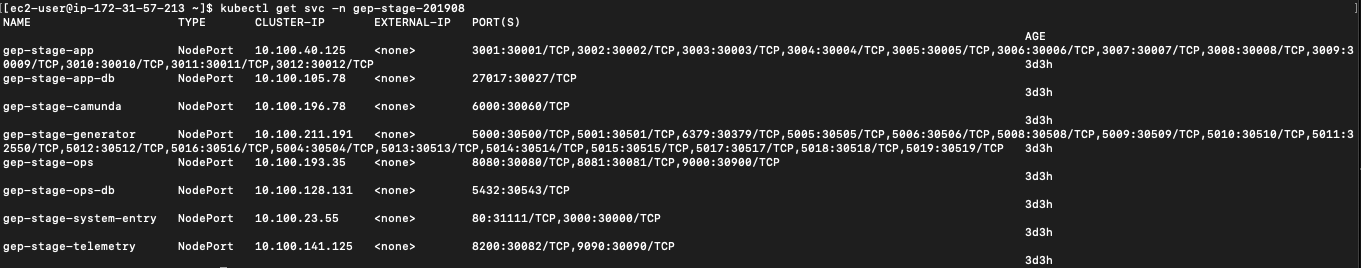 [[ec2-user@ip-172-31-57-213 ~]$ kubectl get svc -n gep-stage-201908 ]
NAME TYPE CLUSTER-IP EXTERNAL-IP PORT(S)
AGE
gep-stage-app NodePort 10.100.40.125 <none> 3001:30001/TCP,3002:30002/TCP,3003:30003/TCP,3004:30004/TCP,3005:30005/TCP,3006:30006/TCP,3007:30007/TCP,3008:30008/TCP,3009:3
0009/TCP,3010:30010/TCP,3011:30011/TCP,3012:30012/TCP 3d3h
gep-stage-app-db NodePort 10.100.105.78 <none> 27017:30027/TCP
3d3h
gep-stage-camunda NodePort 10.100.196.78 <none> 6000:30060/TCP
3d3h
gep-stage-generator NodePort 10.100.211.191 <none> 5000:30500/TCP,5001:30501/TCP,6379:30379/TCP,5005:30505/TCP,5006:30506/TCP,5008:30508/TCP,5009:30509/TCP,5010:30510/TCP,5011:3
2550/TCP,5012:30512/TCP,5016:30516/TCP,5004:30504/TCP,5013:30513/TCP,5014:30514/TCP,5015:30515/TCP,5017:30517/TCP,5018:30518/TCP,5019:30519/TCP 3d3h
gep-stage-ops NodePort 10.100.193.35 <none> 8080:30080/TCP,8081:30081/TCP,9000:30900/TCP
3d3h
gep-stage-ops-db NodePort 10.100.128.131 <none> 5432:30543/TCP
3d3h
gep-stage-system-entry NodePort 10.100.23.55 <none> 80:31111/TCP,3000:30000/TCP
3d3h
gep-stage-telemetry NodePort 10.100.141.125 <none> 8200:30082/TCP,9090:30090/TCP
3d3h